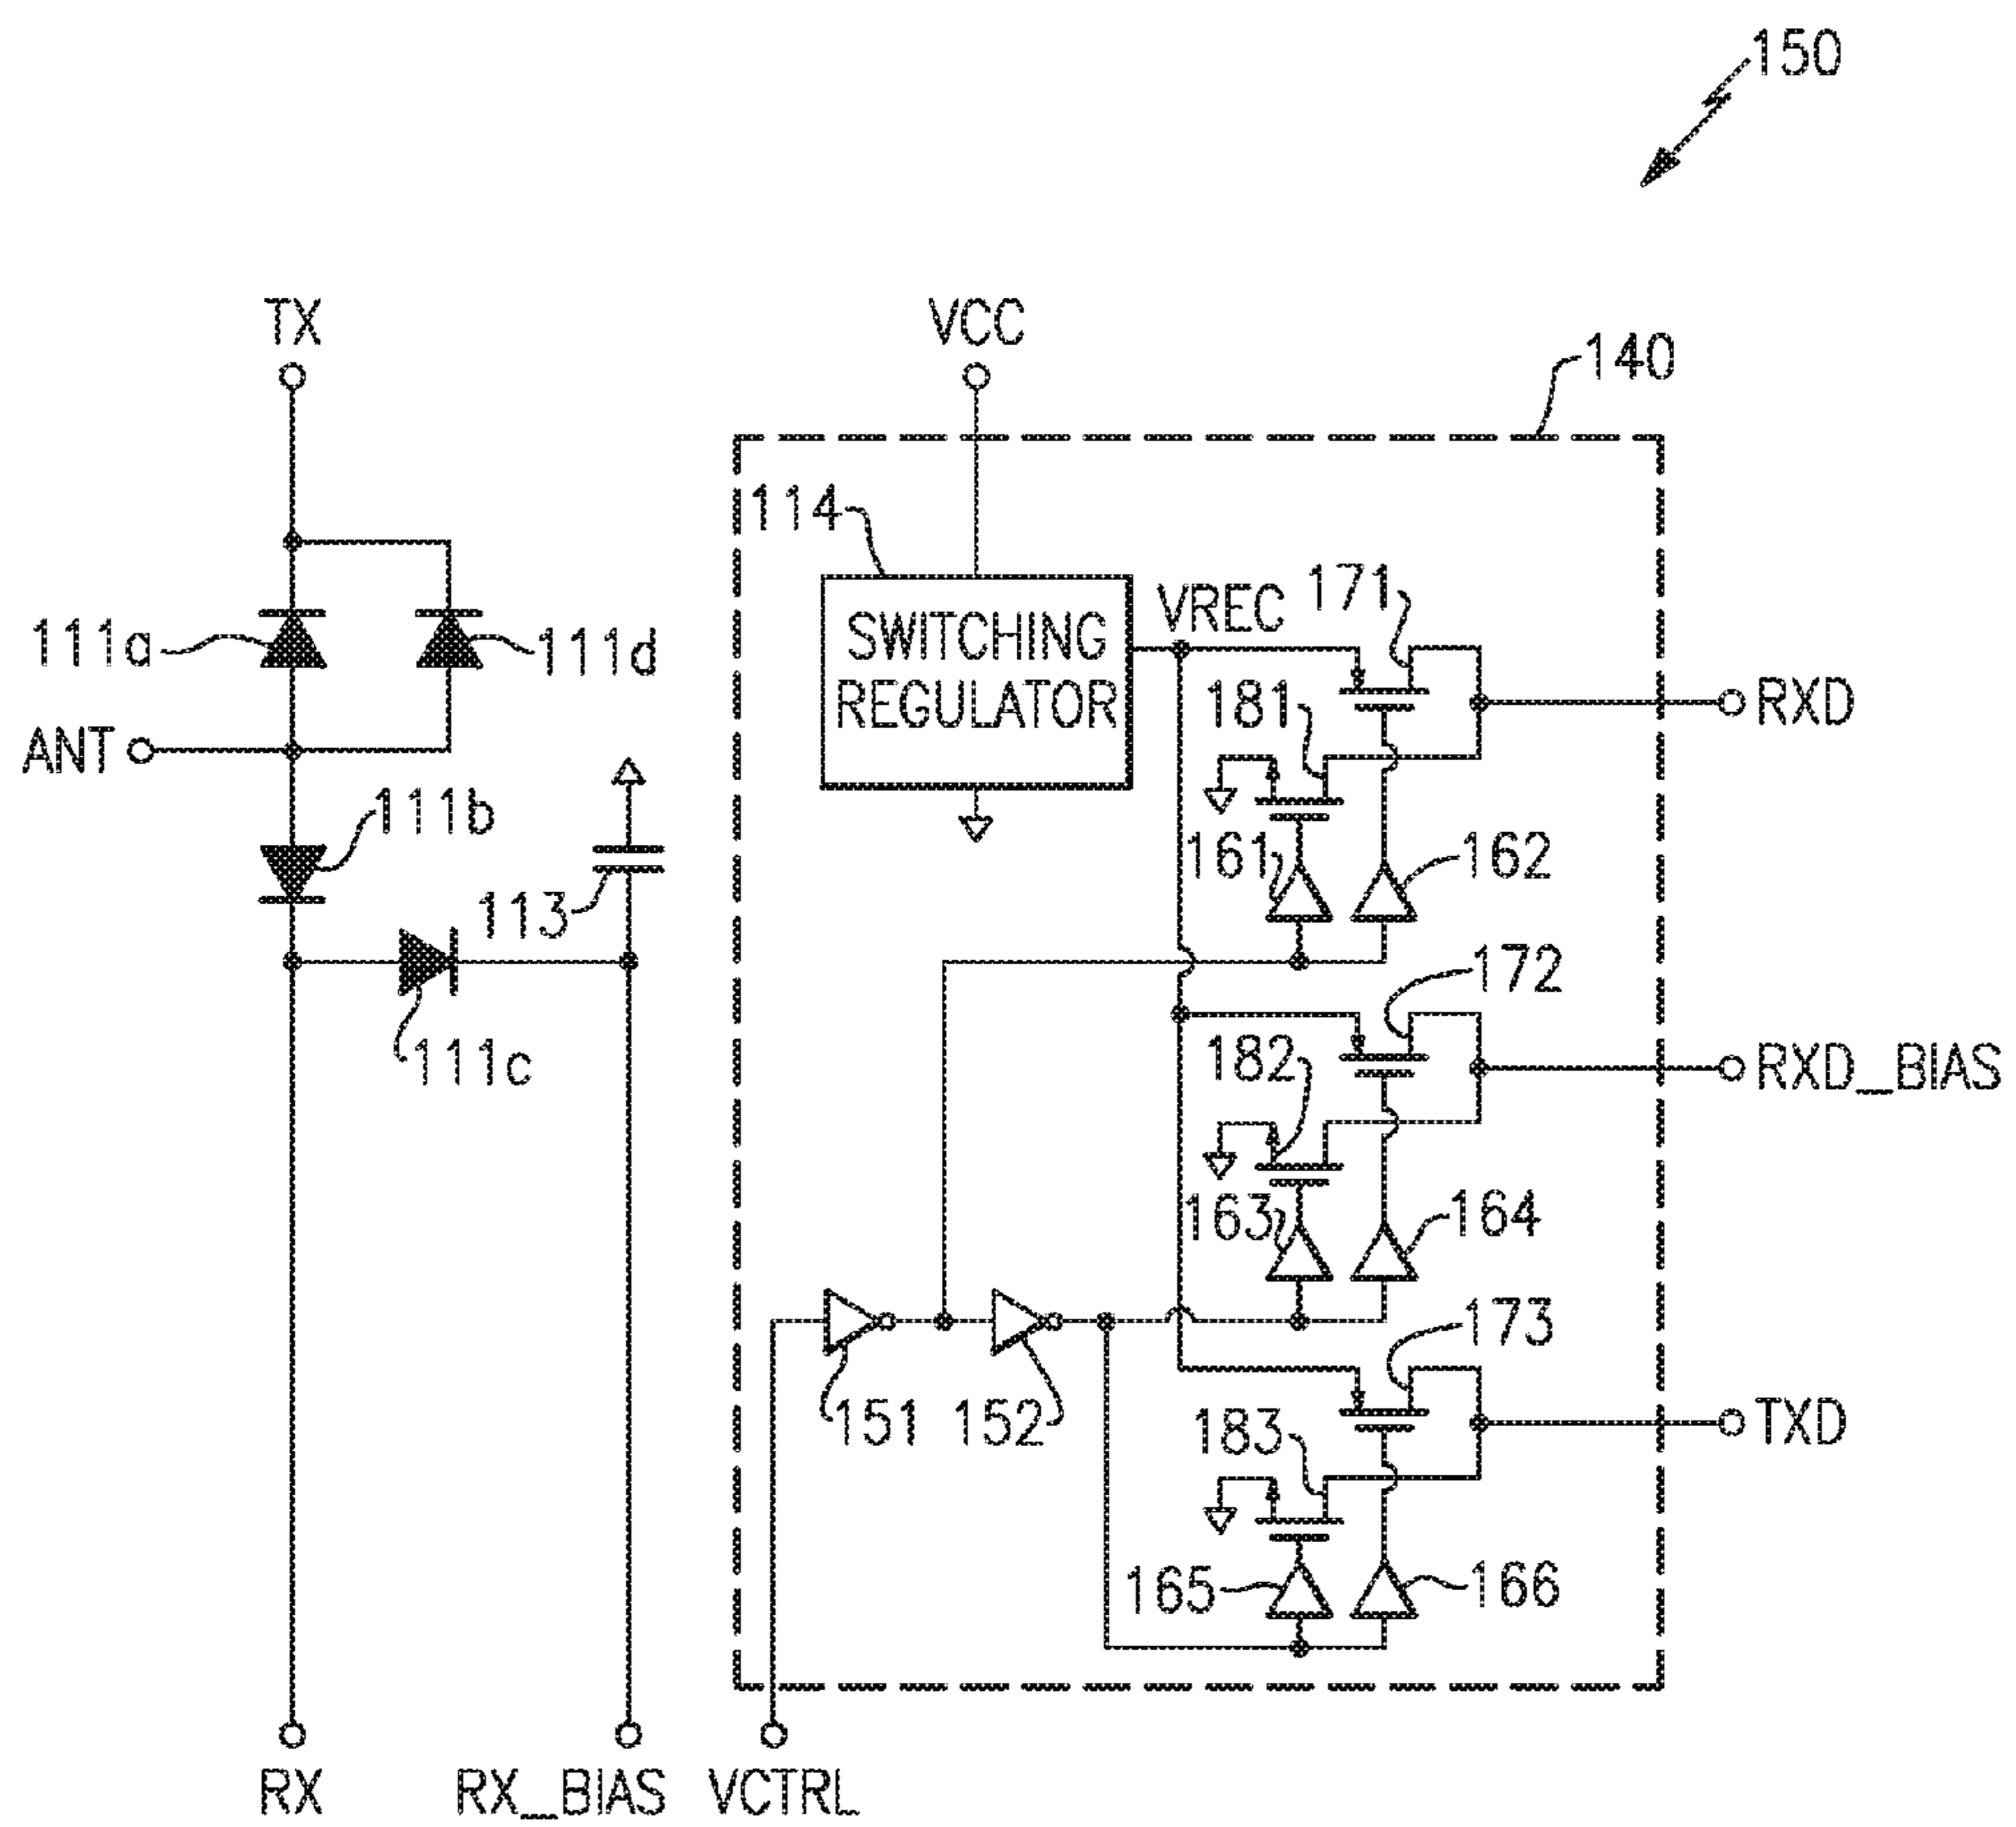 150
TX
VCC
140
114
SWITCHING
REGULATOR
VREC
171
RXD
111a
111d
181
ANT
111b
161
162
113
172
111c
182
RXD_BIAS
163
164
173
151
152
183
TXD
165
166
RX
RX_BIAS
VCTRL